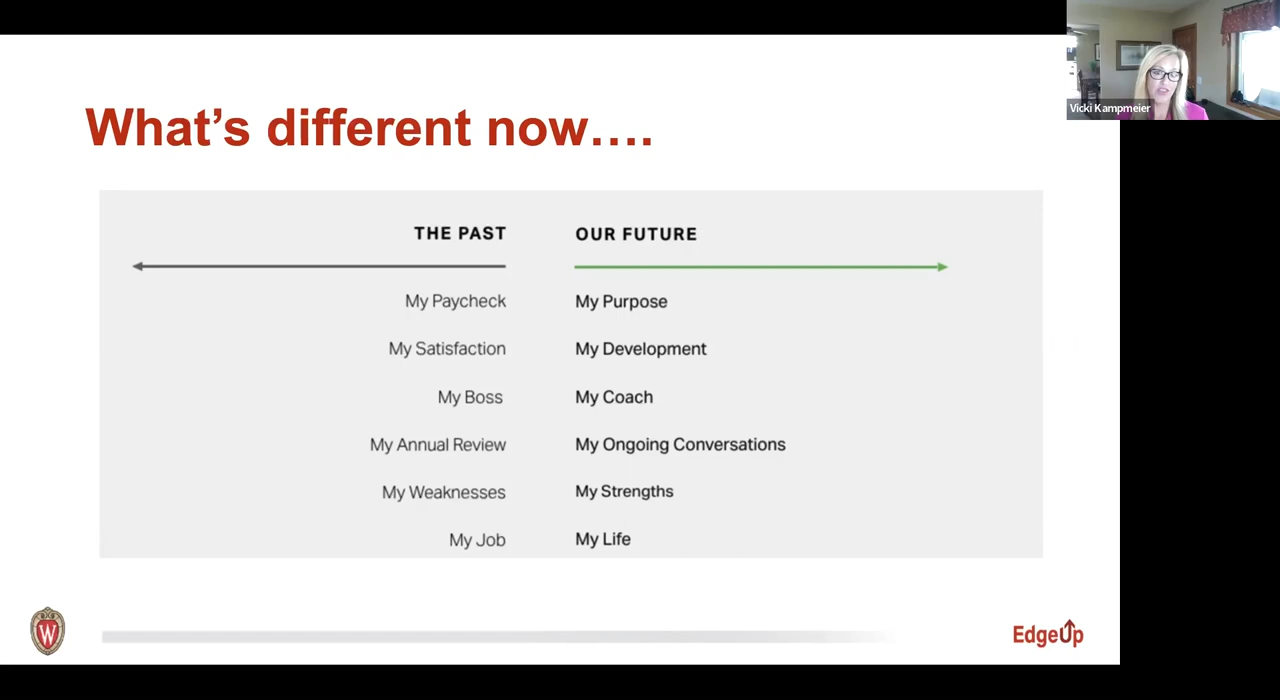 Vicki Kampmeier
What's different now….
THE PAST
OUR FUTURE
My Paycheck
My Purpose
My Satisfaction
My Development
My Boss
My Coach
My Annual Review
My Ongoing Conversations
My Weaknesses
My Strengths
My Job
My Life
W
EdgeUp